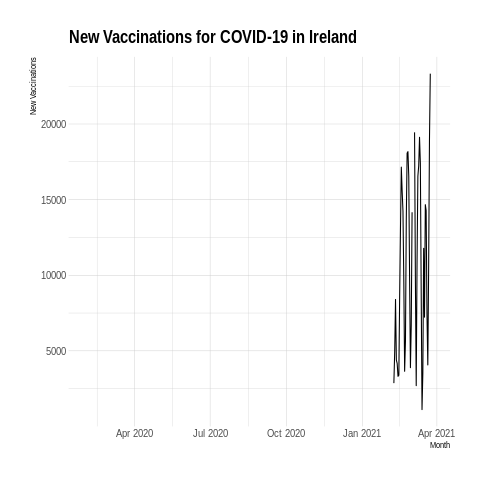 New Vaccinations for COVID-19 in Ireland
New Vaccinations
20000
15000
10000
5000
Apr 2020 Jul 2020 Oct 2020 Jan 2021 Apr 2021
Month